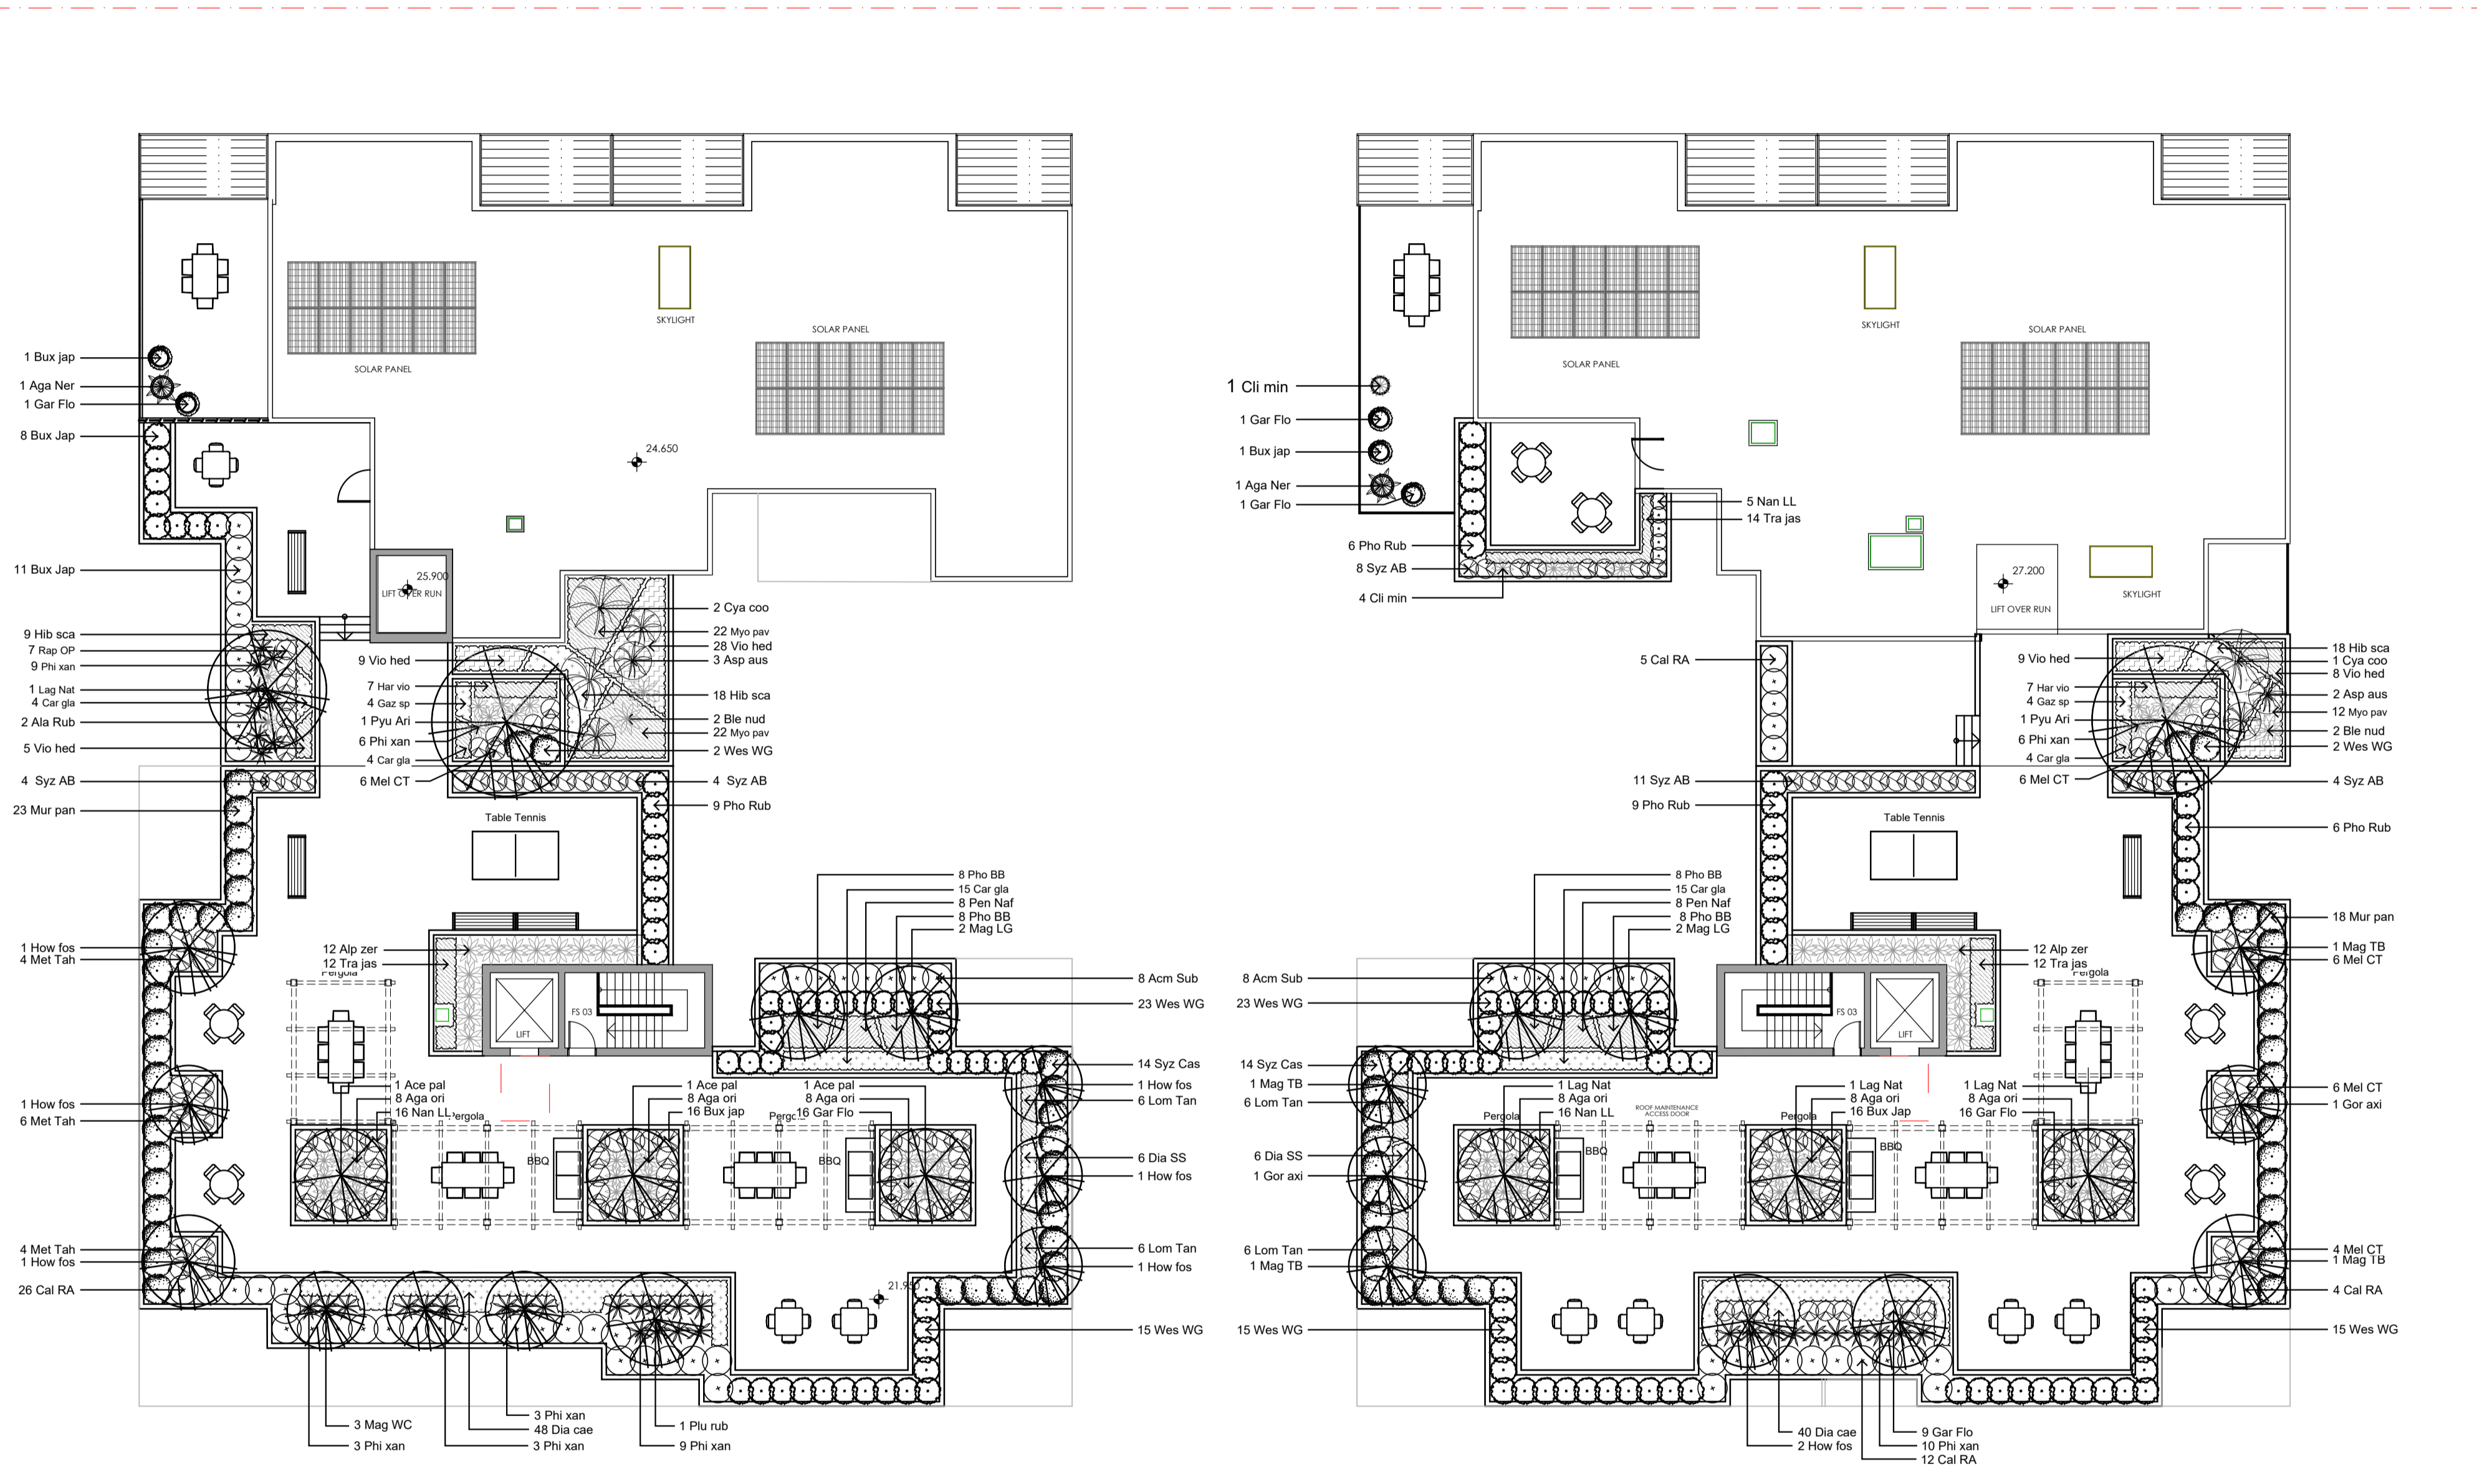 SKYLIGHT
SOLAR PANEL
SOLAR PANEL
1 Bux jap
1 Aga Ner
1 Gar Flo
8 Bux Jap
24.650
11 Bux Jap
25.900
LIFT OVER RUN
9 Hib sca
7 Rap OP
9 Phi xan
1 Lag Nat
4 Car gla
2 Ala Rub
5 Vio hed
4 Syz AB
23 Mur pan
9 Vio hed
7 Har vio
4 Gaz sp
1 Pyu Ari
6 Phi xan
4 Car gla
6 Mel CT
2 Cya coo
22 Myo pav
28 Vio hed
3 Asp aus
18 Hib sca
2 Ble nud
22 Myo pav
2 Wes WG
4 Syz AB
9 Pho Rub
Table Tennis
8 Pho BB
15 Car gla
8 Pen Naf
8 Pho BB
2 Mag LG
1 How fos
4 Met Tah
12 Alp zer
12 Tra jas
Pergola
LIFT
FS 03
8 Acm Sub
23 Wes WG
14 Syz Cas
1 How fos
6 Lom Tan
1 How fos
6 Met Tah
1 Ace pal
8 Aga ori
16 Nan LL
Pergola
1 Ace pal
8 Aga ori
16 Bux jap
Pergola
1 Ace pal
8 Aga ori
16 Gar Flo
BBQ
BBQ
6 Dia SS
1 How fos
6 Lom Tan
1 How fos
4 Met Tah
1 How fos
26 Cal RA
21.950
15 Wes WG
3 Mag WC
3 Phi xan
3 Phi xan
48 Dia cae
3 Phi xan
1 Plu rub
9 Phi xan
SKYLIGHT
SOLAR PANEL
SOLAR PANEL
1 Cli min
1 Gar Flo
1 Bux jap
1 Aga Ner
1 Gar Flo
5 Nan LL
14 Tra jas
6 Pho Rub
8 Syz AB
4 Cli min
27.200
LIFT OVER RUN
SKYLIGHT
5 Cal RA
9 Vio hed
7 Har vio
4 Gaz sp
1 Pyu Ari
6 Phi xan
4 Car gla
6 Mel CT
18 Hib sca
1 Cya coo
8 Vio hed
2 Asp aus
12 Myo pav
2 Ble nud
2 Wes WG
11 Syz AB
9 Pho Rub
4 Syz AB
6 Pho Rub
Table Tennis
8 Pho BB
15 Car gla
8 Pen Naf
8 Pho BB
2 Mag LG
18 Mur pan
1 Mag TB
6 Mel CT
12 Alp zer
12 Tra jas
Pergola
FS 03
LIFT
8 Acm Sub
23 Wes WG
14 Syz Cas
1 Mag TB
6 Lom Tan
1 Lag Nat
8 Aga ori
16 Nan LL
Pergola
ROOF MAINTENANCE
ACCESS DOOR
1 Lag Nat
8 Aga ori
16 Bux Jap
Pergola
1 Lag Nat
8 Aga ori
16 Gar Flo
6 Mel CT
1 Gor axi
BBQ
BBQ
6 Dia SS
1 Gor axi
6 Lom Tan
1 Mag TB
15 Wes WG
4 Mel CT
1 Mag TB
4 Cal RA
15 Wes WG
40 Dia cae
2 How fos
9 Gar Flo
10 Phi xan
12 Cal RA